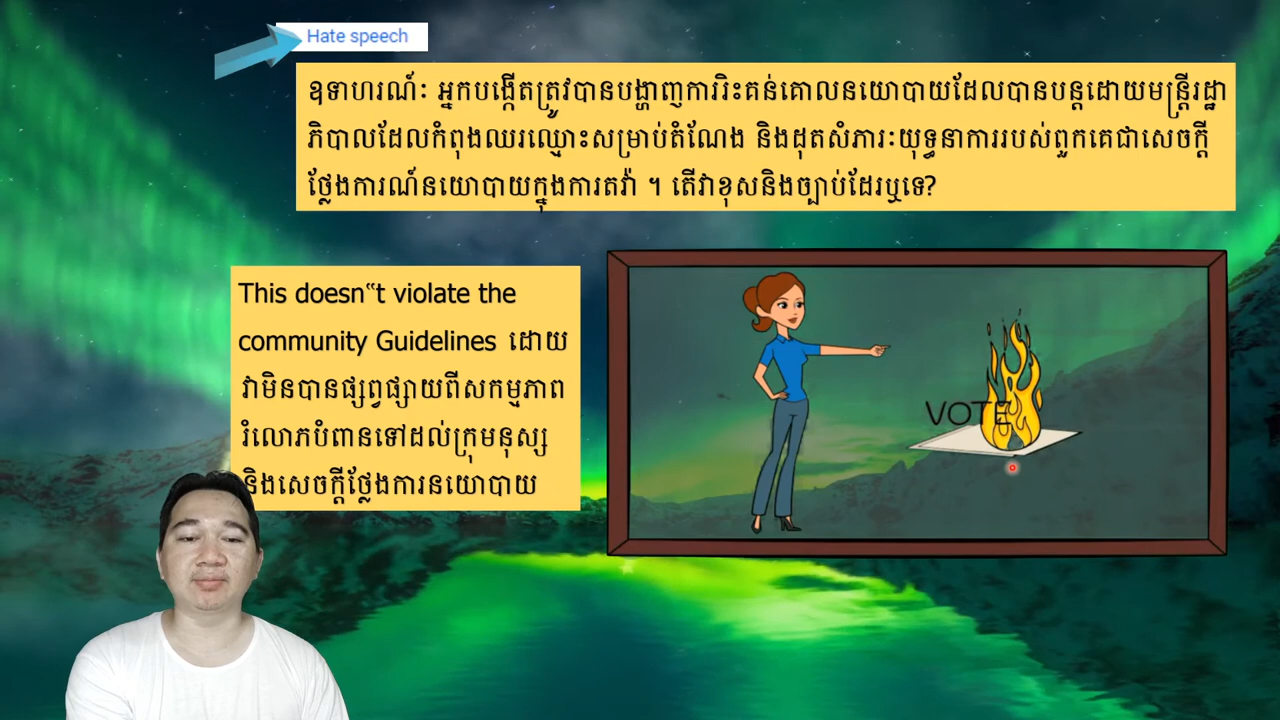 Hate speech
ឧទាហរណ៍ៈ អ្នកបង្កើតត្រូវបានបង្ហាញការរិះគន់គោលនយោបាយដែលបានបន្តដោយមន្ត្រីរដ្ឋា
ភិបាលដែលកំពុងឈរឈ្មោះសម្រាប់តំណែង និងដុតសំភារៈយុទ្ធនាការរបស់ពួកគេជាសេចក្តី
ថ្លែងការណ៍នយោបាយក្នុងការតវ៉ា ។ តើវាខុសនិងច្បាប់ដែរឬទេ?
This doesn‟t violate the
community Guidelines ដោយ
វាមិនបានផ្សព្វផ្សាយពីសកម្មភាព
រំលោភបំពានទៅដល់ក្រុមនុស្ស
និងសេចក្តីថ្លែងការនយោបាយ
VOTE